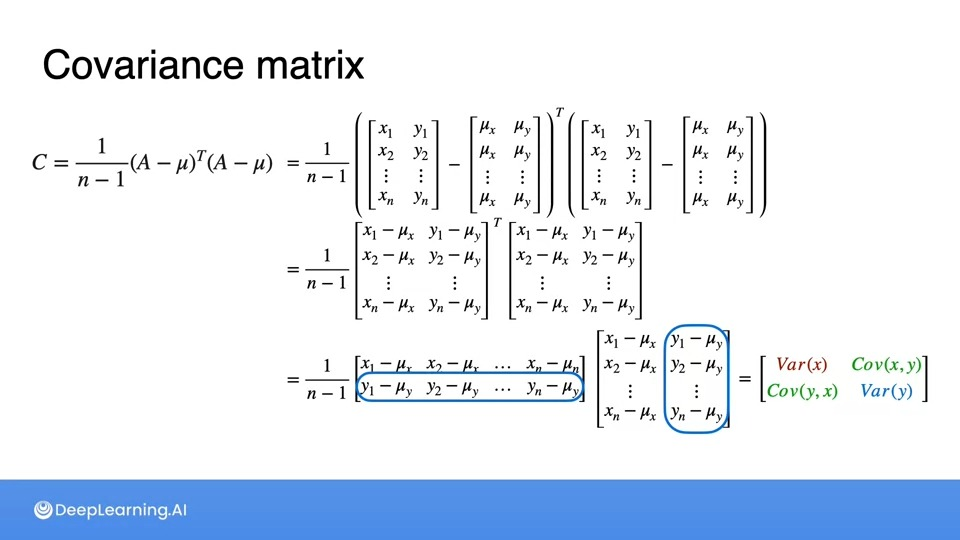 Covariance matrix
C = \frac{1}{n-1}(A - \mu)^T(A - \mu) = \frac{1}{n-1}\left(\begin{bmatrix} x_1 & y_1 \\ x_2 & y_2 \\ \vdots & \vdots \\ x_n & y_n \end{bmatrix} - \begin{bmatrix} \mu_x & \mu_y \\ \mu_x & \mu_y \\ \vdots & \vdots \\ \mu_x & \mu_y \end{bmatrix}\right)^T \left(\begin{bmatrix} x_1 & y_1 \\ x_2 & y_2 \\ \vdots & \vdots \\ x_n & y_n \end{bmatrix} - \begin{bmatrix} \mu_x & \mu_y \\ \mu_x & \mu_y \\ \vdots & \vdots \\ \mu_x & \mu_y \end{bmatrix}\right)
= \frac{1}{n-1}\begin{bmatrix} x_1 - \mu_x & y_1 - \mu_y \\ x_2 - \mu_x & y_2 - \mu_y \\ \vdots & \vdots \\ x_n - \mu_x & y_n - \mu_y \end{bmatrix}^T \begin{bmatrix} x_1 - \mu_x & y_1 - \mu_y \\ x_2 - \mu_x & y_2 - \mu_y \\ \vdots & \vdots \\ x_n - \mu_x & y_n - \mu_y \end{bmatrix}
= \frac{1}{n-1}\begin{bmatrix} x_1 - \mu_x & x_2 - \mu_x & \ldots & x_n - \mu_n \\ y_1 - \mu_y & y_2 - \mu_y & \ldots & y_n - \mu_y \end{bmatrix} \begin{bmatrix} x_1 - \mu_x & y_1 - \mu_y \\ x_2 - \mu_x & y_2 - \mu_y \\ \vdots & \vdots \\ x_n - \mu_x & y_n - \mu_y \end{bmatrix} = \begin{bmatrix} Var(x) & Cov(x, y) \\ Cov(y, x) & Var(y) \end{bmatrix}
DeepLearning.AI